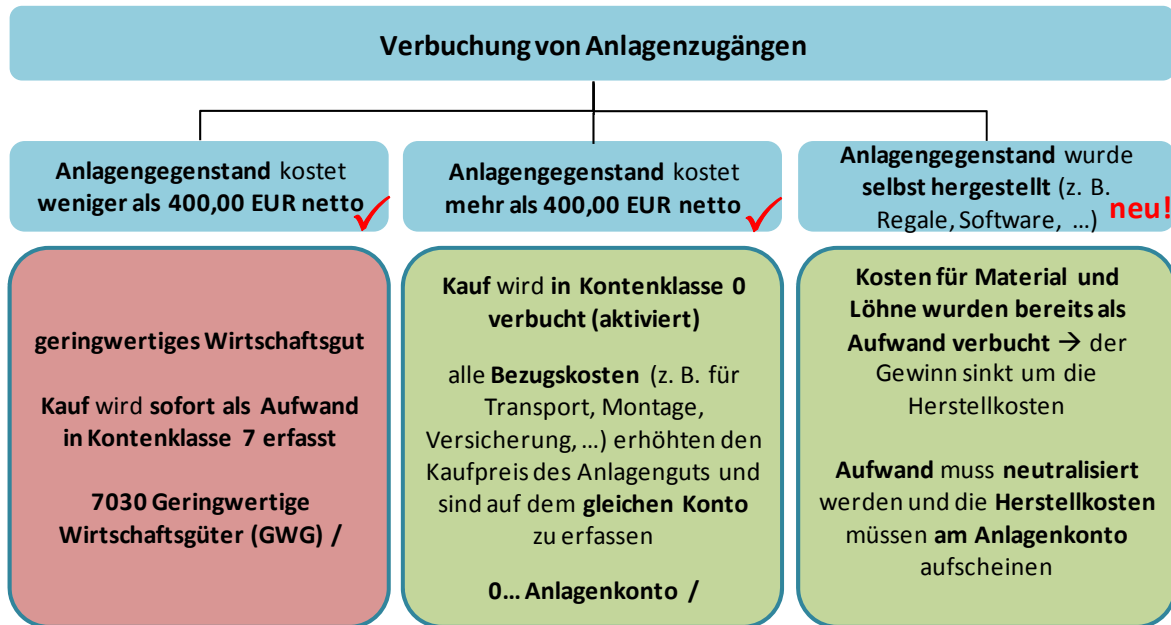 Verbuchung von Anlagenzugängen
Anlagengegenstand kostet
weniger als 400,00 EUR netto
Anlagengegenstand kostet
mehr als 400,00 EUR netto
Anlagengegenstand wurde
selbst hergestellt (z. B.
Regale, Software, …)
neu!
geringwertiges Wirtschaftsgut
Kauf wird sofort als Aufwand
in Kontenklasse 7 erfasst
7030 Geringwertige
Wirtschaftsgüter (GWG) /
Kauf wird in Kontenklasse 0
verbucht (aktiviert)
alle Bezugskosten (z. B. für
Transport, Montage,
Versicherung, …) erhöhten den
Kaufpreis des Anlagenguts und
sind auf dem gleichen Konto
zu erfassen
0… Anlagenkonto /
Kosten für Material und
Löhne wurden bereits als
Aufwand verbucht → der
Gewinn sinkt um die
Herstellkosten
Aufwand muss neutralisiert
werden und die Herstellkosten
müssen am Anlagenkonto
aufscheinen